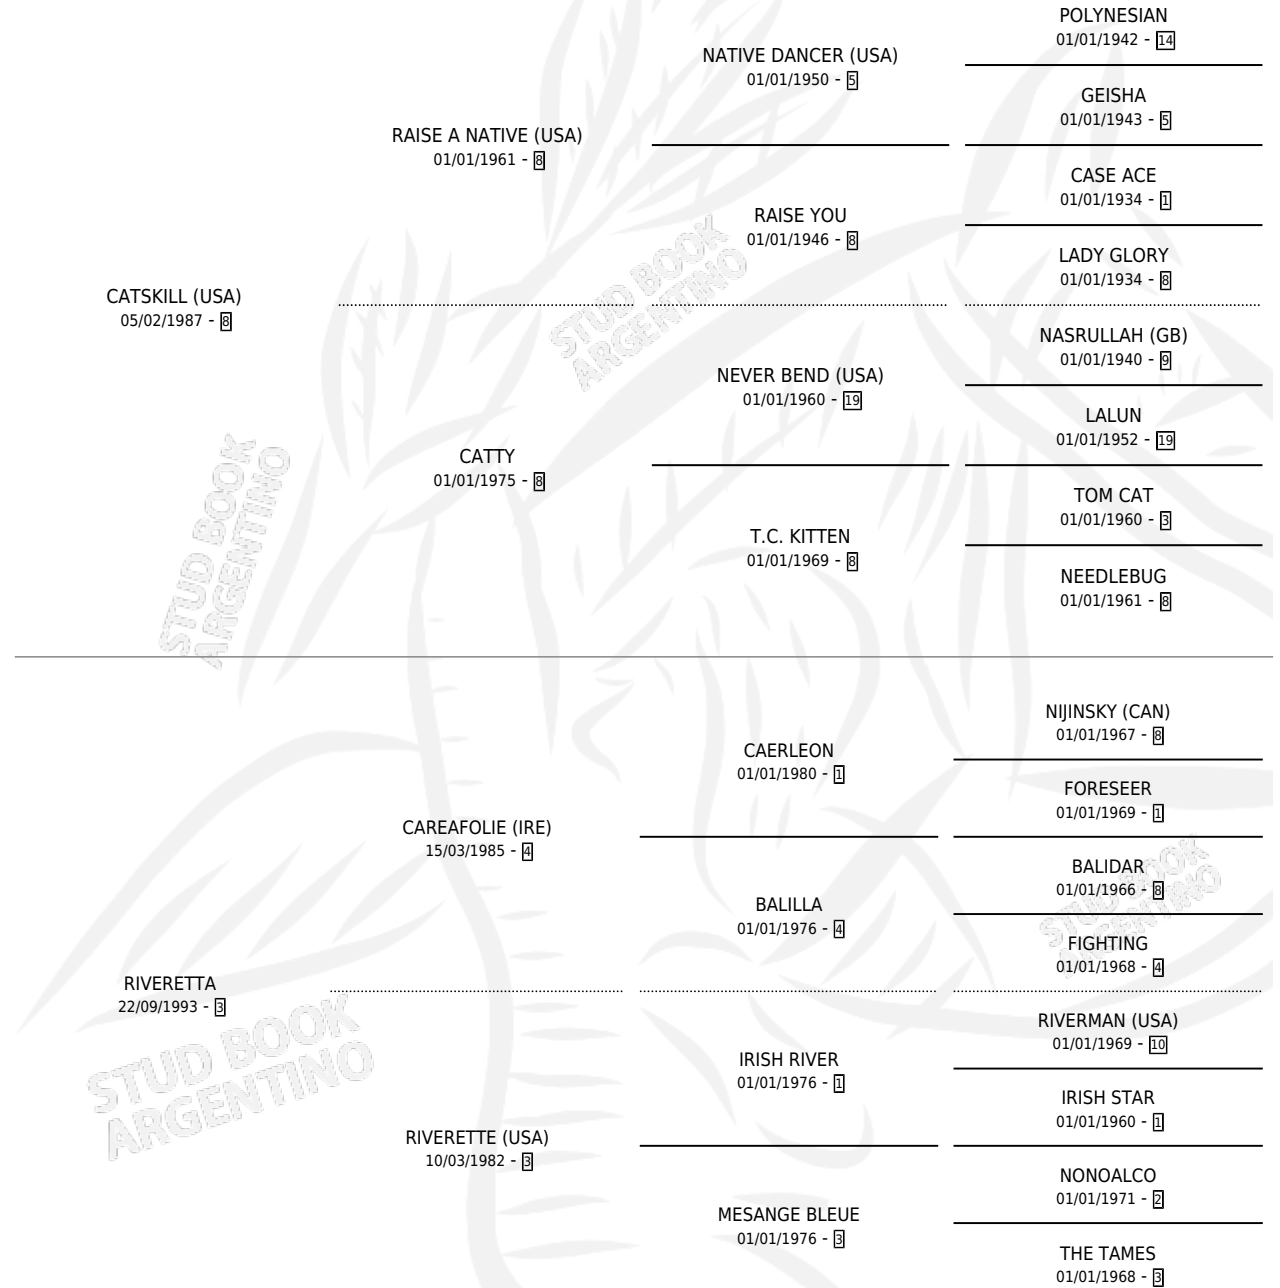 POLYNESIAN
01/01/1942 - 14
NATIVE DANCER (USA)
01/01/1950 - 5
GEISHA
01/01/1943 - 5
RAISE A NATIVE (USA)
01/01/1961 - 8
CASE ACE
01/01/1934 - 1
RAISE YOU
01/01/1946 - 8
LADY GLORY
01/01/1934 - 8
CATSKILL (USA)
05/02/1987 - 8
STUD BOOK
ARGENTINO
NASRULLAH (GB)
01/01/1940 - 9
NEVER BEND (USA)
01/01/1960 - 19
LALUN
01/01/1952 - 19
CATTY
01/01/1975 - 8
TOM CAT
01/01/1960 - 3
T.C. KITTEN
01/01/1969 - 8
NEEDLEBUG
01/01/1961 - 8
STUD BOOK
ARGENTINO
NIJINSKY (CAN)
01/01/1967 - 8
CAERLEON
01/01/1980 - 1
FORESEER
01/01/1969 - 1
CAREAFOLIE (IRE)
15/03/1985 - 4
BALIDAR
01/01/1966 - 8
BALILLA
01/01/1976 - 4
STUD BOOK
ARGENTINO
FIGHTING
01/01/1968 - 4
RIVERETTA
22/09/1993 - 3
RIVERMAN (USA)
01/01/1969 - 10
IRISH RIVER
01/01/1976 - 1
IRISH STAR
01/01/1960 - 1
STUD BOOK
ARGENTINO
RIVERETTE (USA)
10/03/1982 - 3
NONOALCO
01/01/1971 - 2
MESANGE BLEUE
01/01/1976 - 3
THE TAMES
01/01/1968 - 3